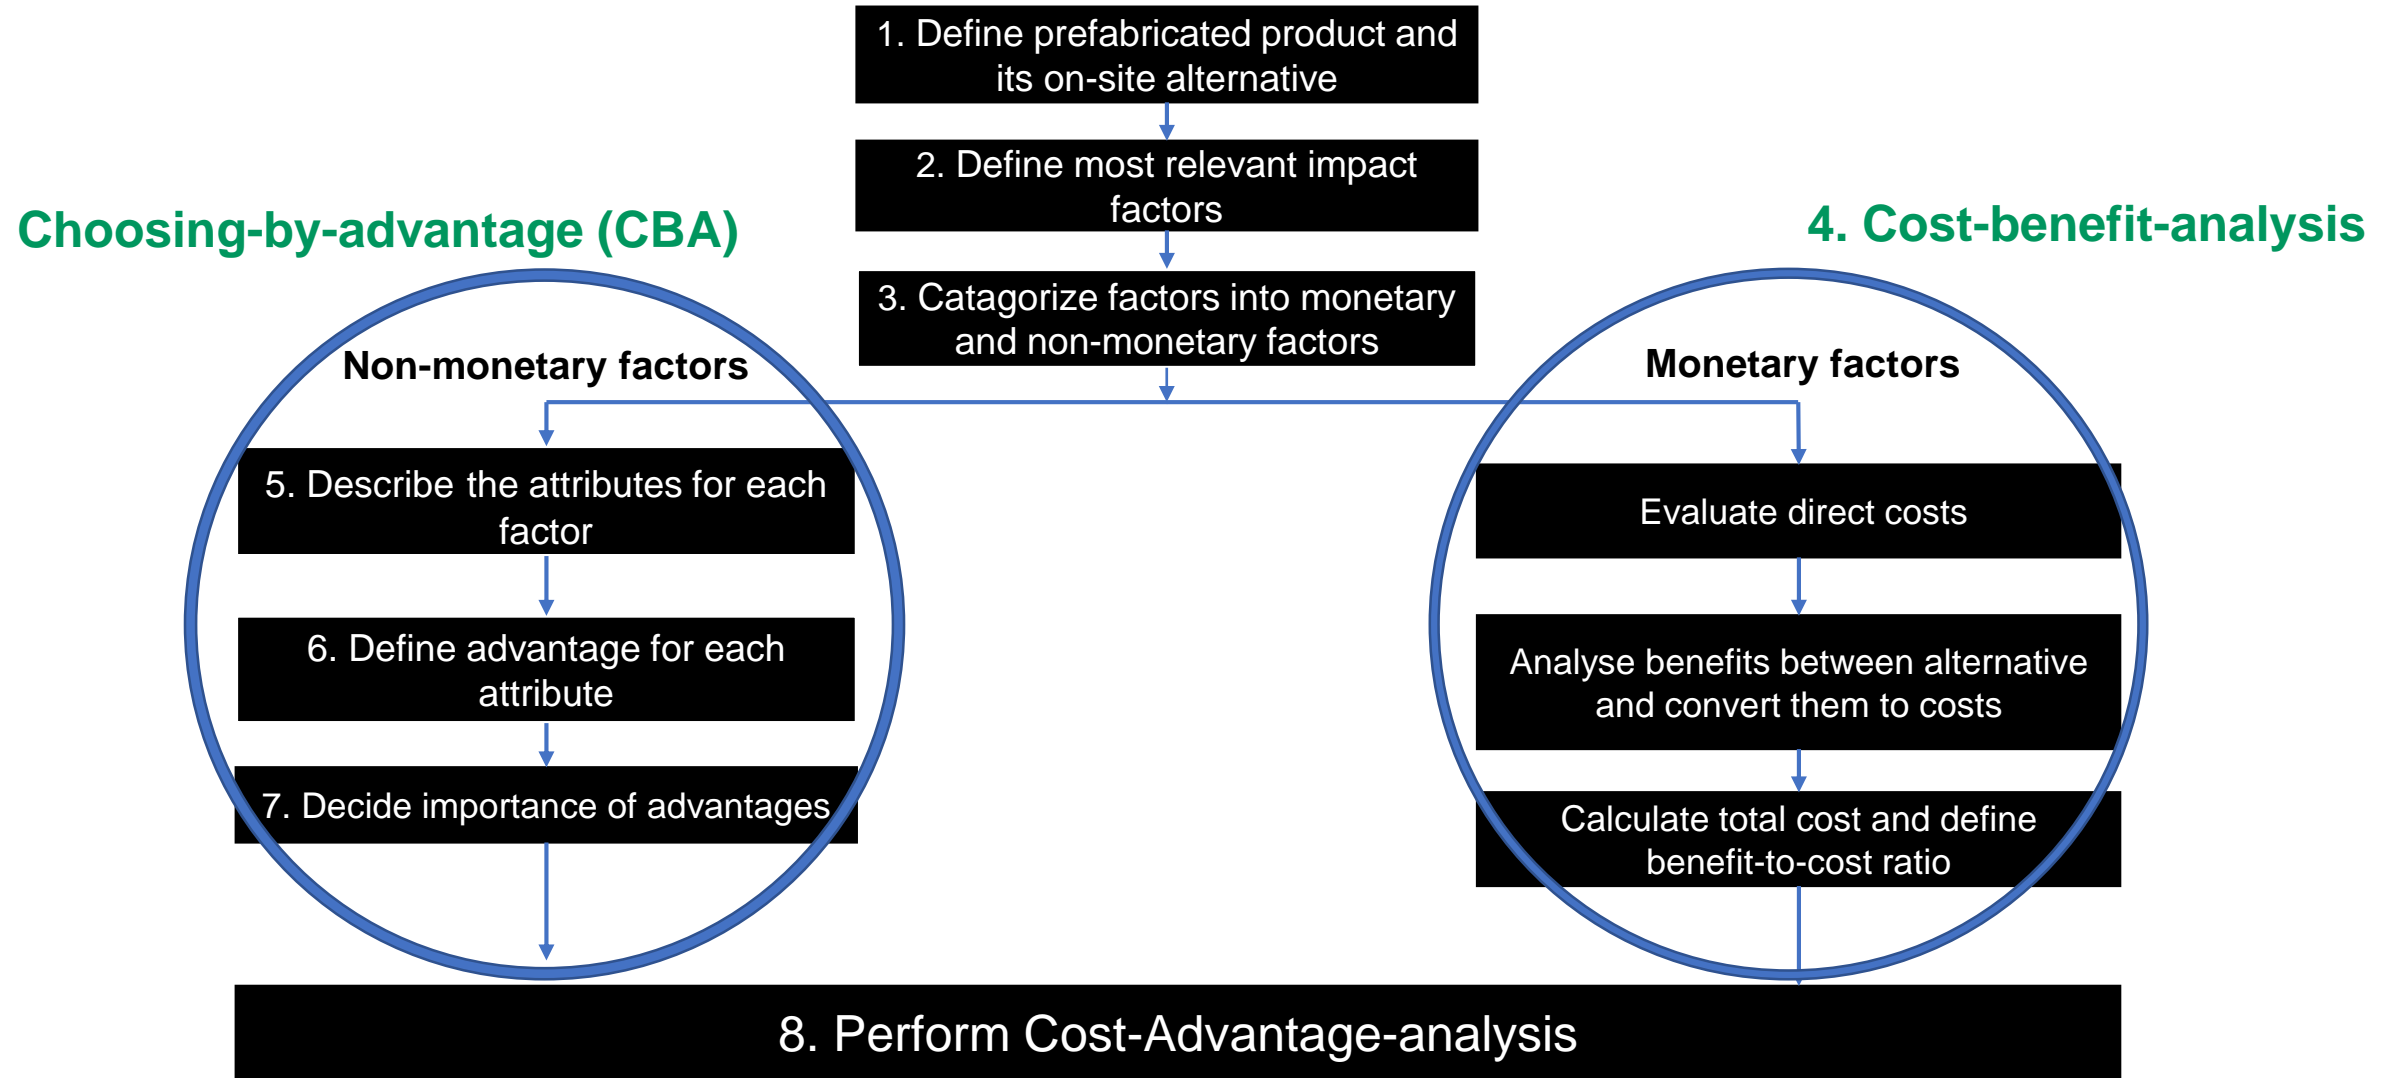 1. Define prefabricated product and
its on-site alternative
2. Define most relevant impact
factors
Choosing-by-advantage (CBA)
4. Cost-benefit-analysis
3. Catagorize factors into monetary
and non-monetary factors
Non-monetary factors
Monetary factors
5. Describe the attributes for each
factor
Evaluate direct costs
6. Define advantage for each
attribute
Analyse benefits between alternative
and convert them to costs
7. Decide importance of advantages
Calculate total cost and define
benefit-to-cost ratio
8. Perform Cost-Advantage-analysis